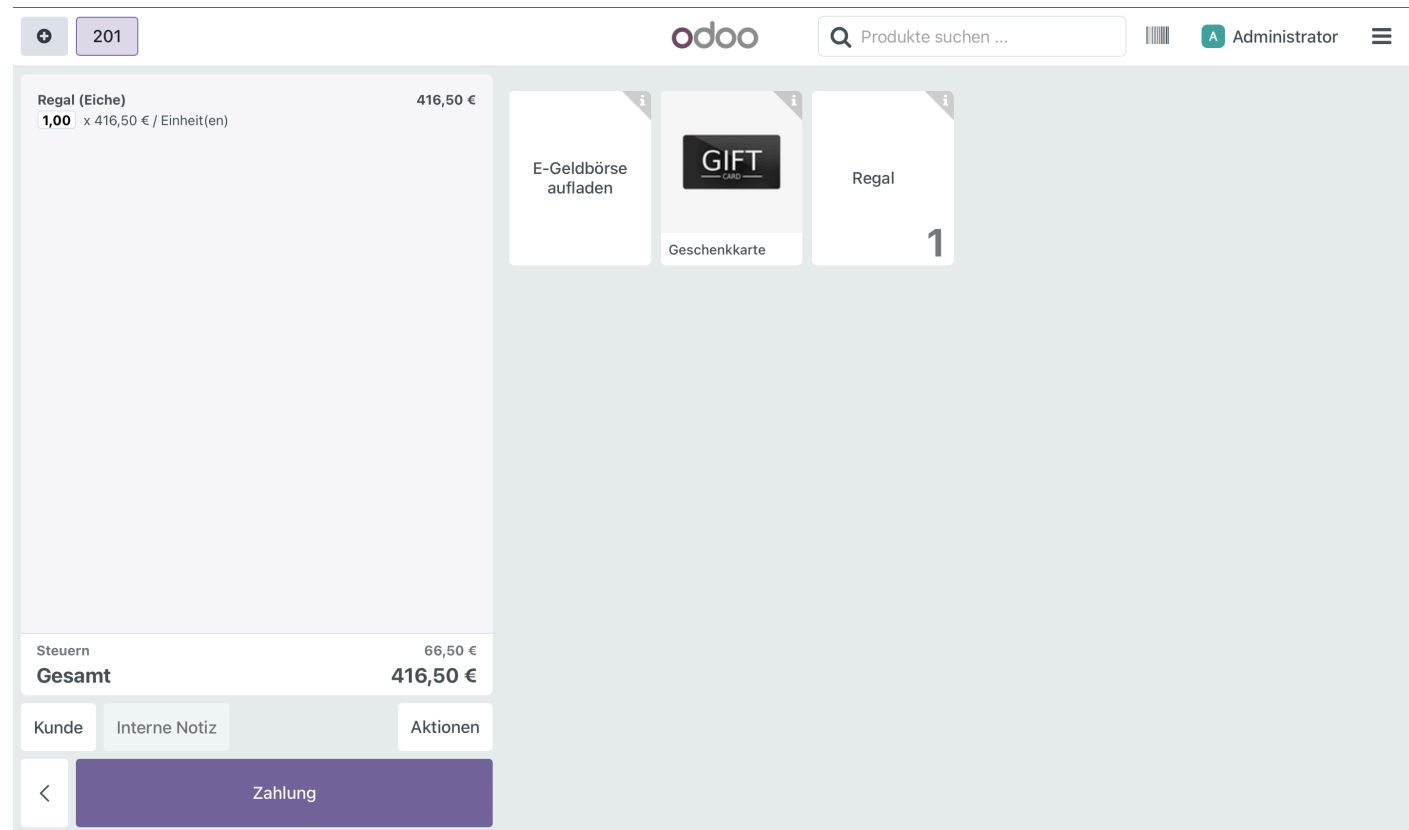 201
odoo
Produkte suchen ...
A
Administrator
Regal (Eiche)
416,50 €
1,00 x 416,50 € / Einheit(en)
E-Geldbörse
aufladen
GIFT
CARD
Geschenkkarte
Regal
1
Steuern
66,50 €
Gesamt
416,50 €
Kunde
Interne Notiz
Aktionen
Zahlung